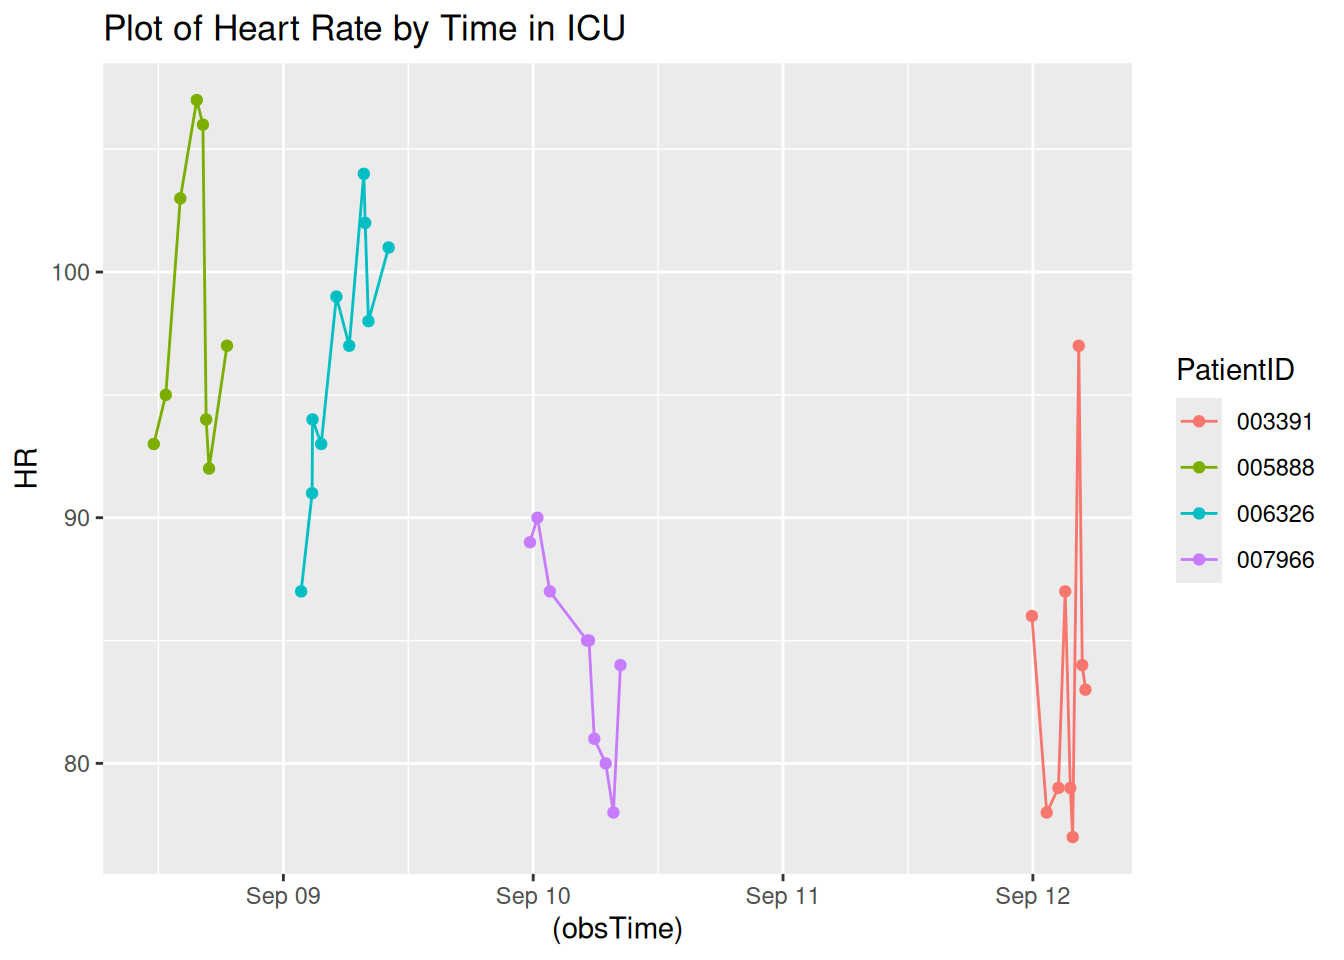 Plot of Heart Rate by Time in ICU
HR
100
90
80
Sep 09
Sep 10
Sep 11
Sep 12
(obsTime)
PatientID
003391
005888
006326
007966